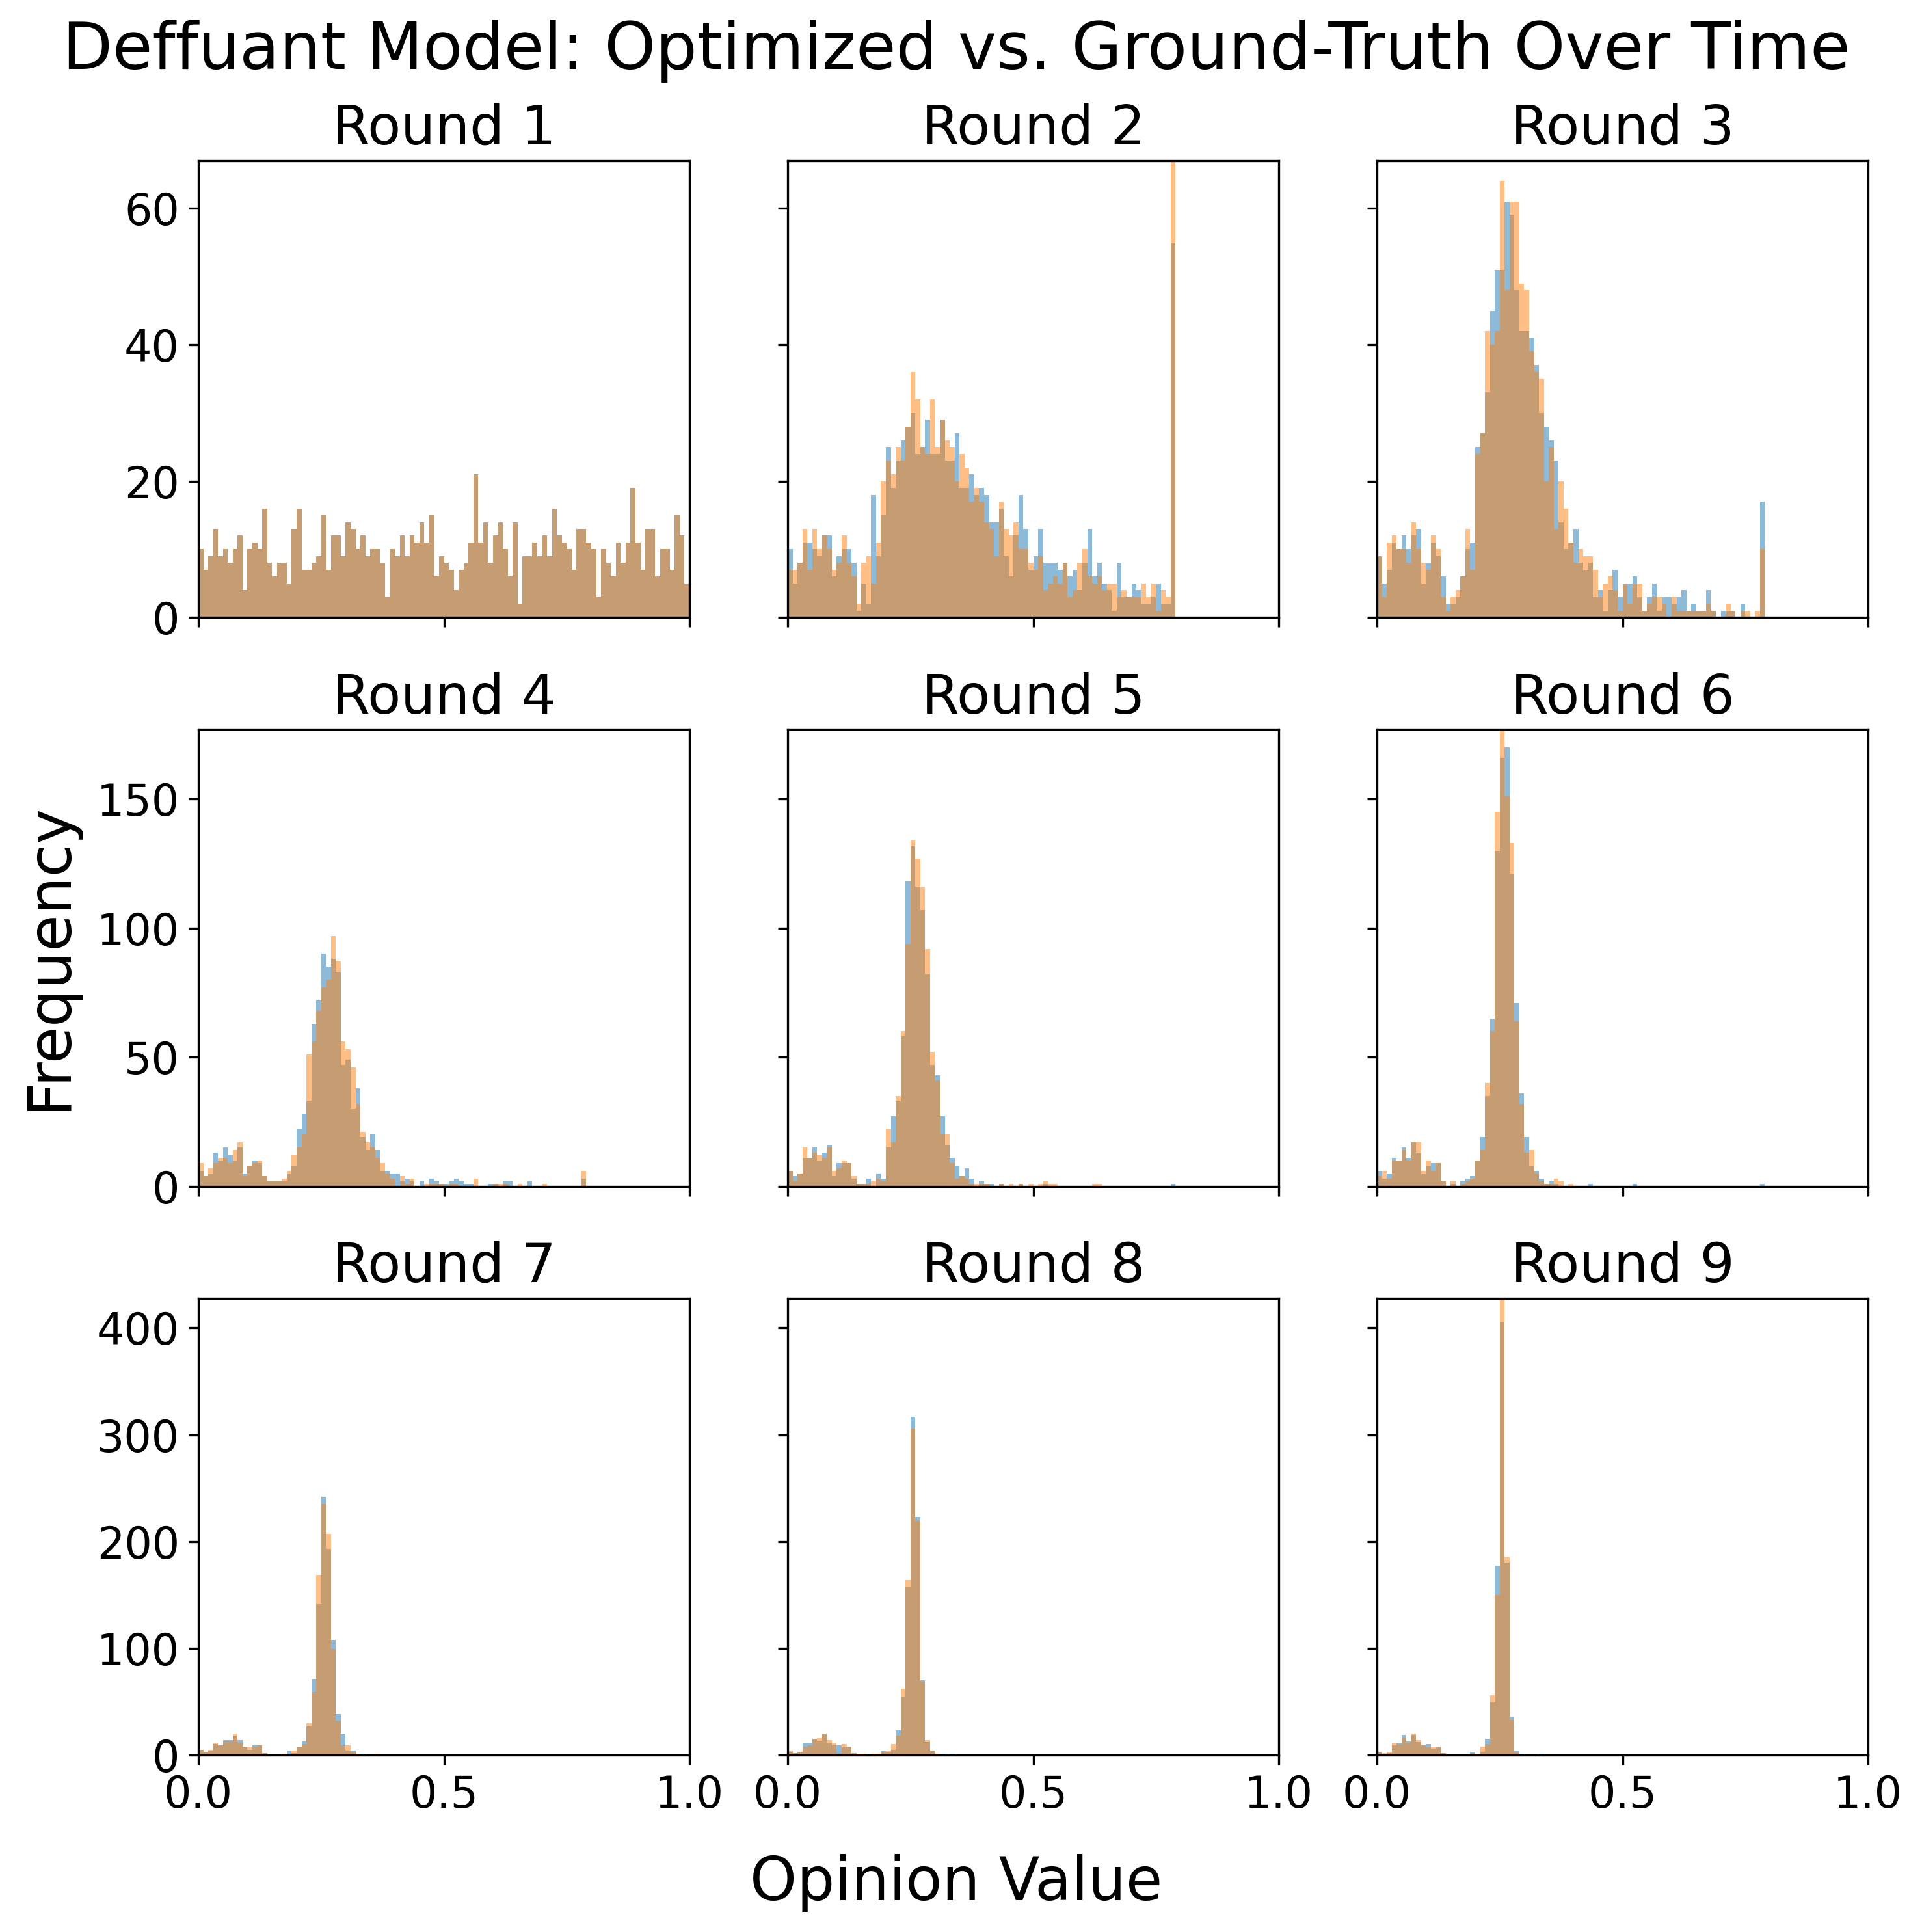 Deffuant Model: Optimized vs. Ground-Truth Over Time
Round 1
Round 2
Round 3
60
40
20
0
Round 4
Round 5
Round 6
150
100
50
0
Frequency
Round 7
Round 8
Round 9
400
300
200
100
0
0.0 0.5 1.0
0.0 0.5 1.0
0.0 0.5 1.0
Opinion Value